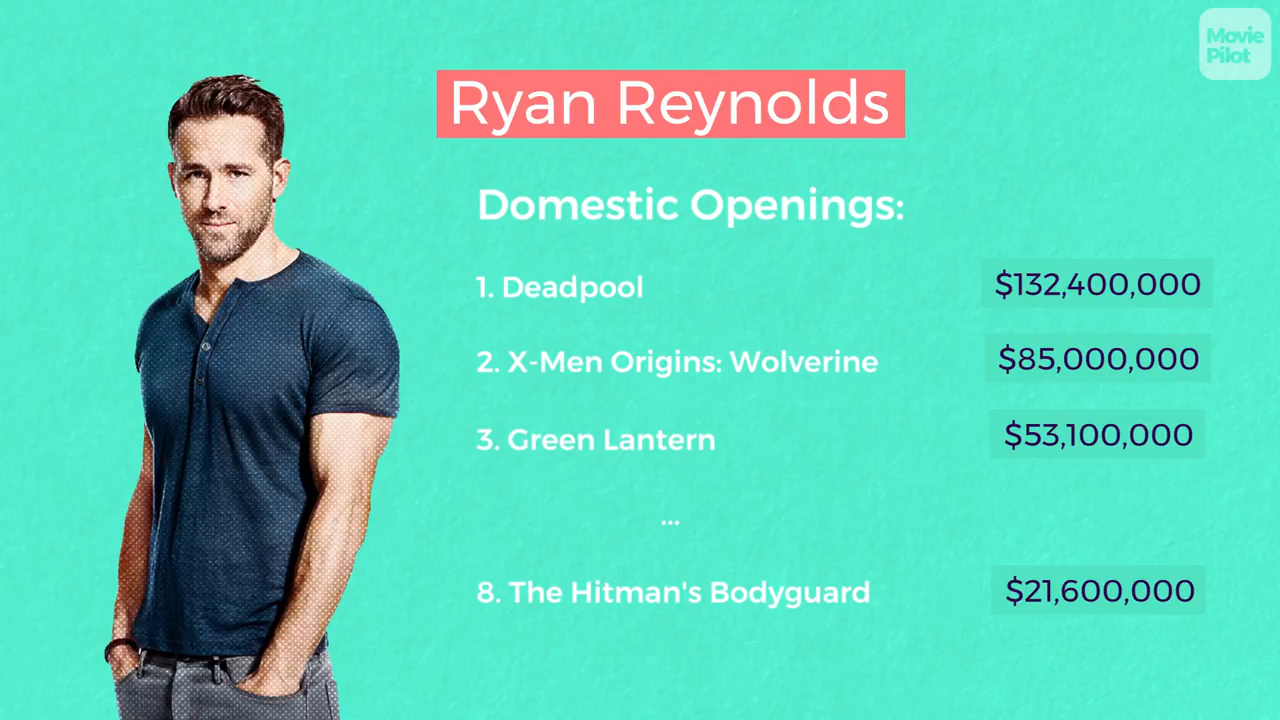 Movie
Pilot
Ryan Reynolds
Domestic Openings:
1. Deadpool $132,400,000
2. X-Men Origins: Wolverine $85,000,000
3. Green Lantern $53,100,000
...
8. The Hitman's Bodyguard $21,600,000